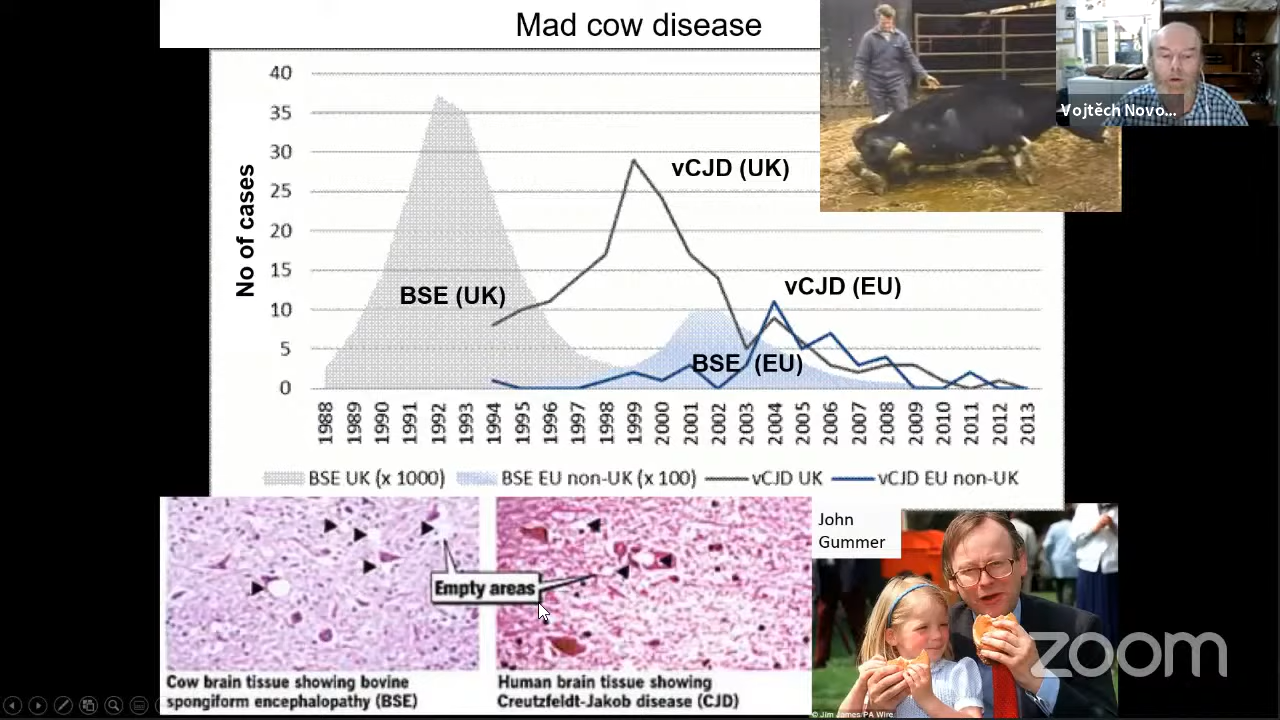 Mad cow disease
Vojtěch Novo...
No of cases
40
35
30
25
20
15
10
5
0
vCJD (UK)
BSE (UK)
vCJD (EU)
BSE (EU)
1988
1989
1990
1991
1992
1993
1994
1995
1996
1997
1998
1999
2000
2001
2002
2003
2004
2005
2006
2007
2008
2009
2010
2011
2012
2013
BSE UK (x 1000)
BSE EU non-UK (x 100)
vCJD UK
vCJD EU non-UK
Empty areas
Cow brain tissue showing bovine
spongiform encephalopathy (BSE)
Human brain tissue showing
Creutzfeldt-Jakob disease (CJD)
John
Gummer
zoom
© Jim James/PA Wire